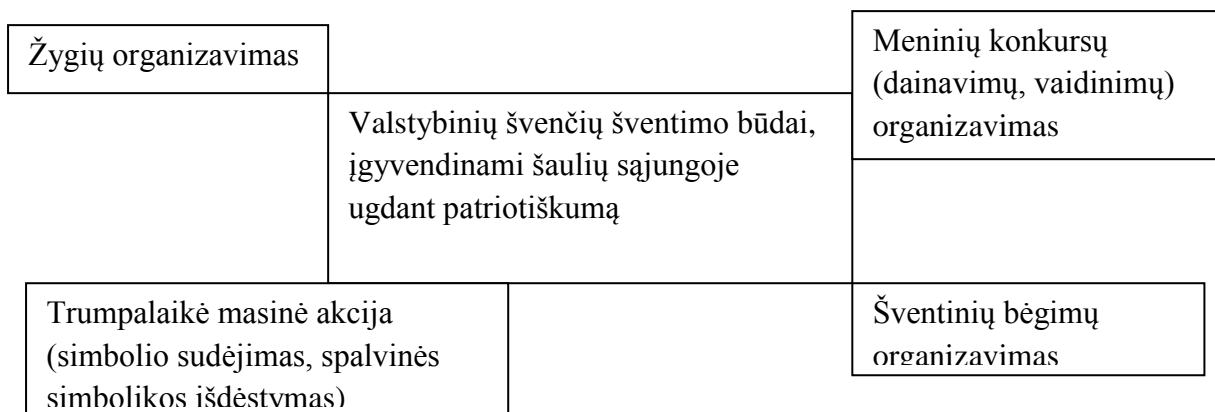 Žygių organizavimas
Meninių konkursų
(dainavimų, vaidinimų)
organizavimas
Valstybinių švenčių šventimo būdai,
įgyvendinami šaulių sąjungoje
ugdant patriotiškumą
Trumpalaikė masinė akcija
(simbolio sudėjimas, spalvinės
simbolikos išdėstymas)
Šventinių bėgimų
organizavimas